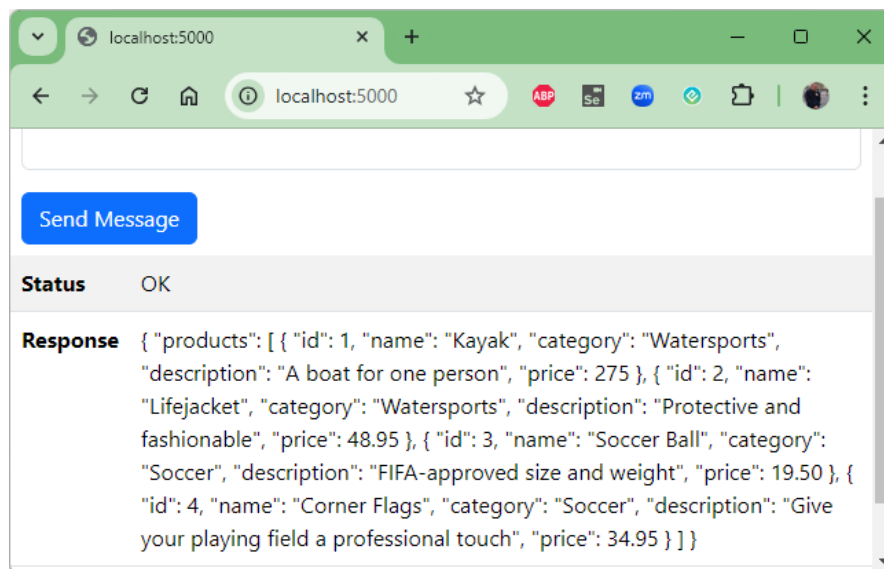 localhost:5000
localhost:5000
ABP
Se
zm
Send Message
Status OK
Response { "products": [ { "id": 1, "name": "Kayak", "category": "Watersports",
"description": "A boat for one person", "price": 275 }, { "id": 2, "name":
"Lifejacket", "category": "Watersports", "description": "Protective and
fashionable", "price": 48.95 }, { "id": 3, "name": "Soccer Ball", "category":
"Soccer", "description": "FIFA-approved size and weight", "price": 19.50 }, {
"id": 4, "name": "Corner Flags", "category": "Soccer", "description": "Give
your playing field a professional touch", "price": 34.95 } ] }